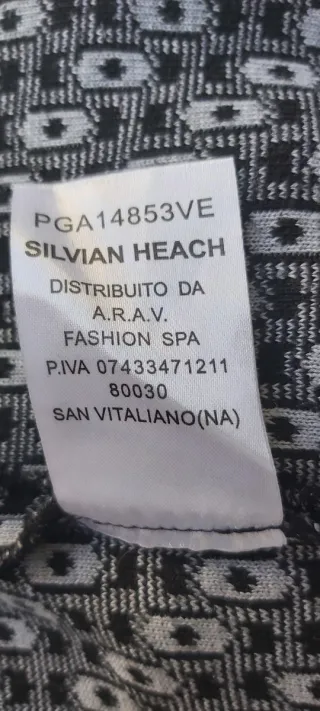 PGA14853VE
SILVIAN HEACH
DISTRIBUITO DA
A.R.A.V.
FASHION SPA
P.IVA 07433471211
80030
SAN VITALIANO(NA)